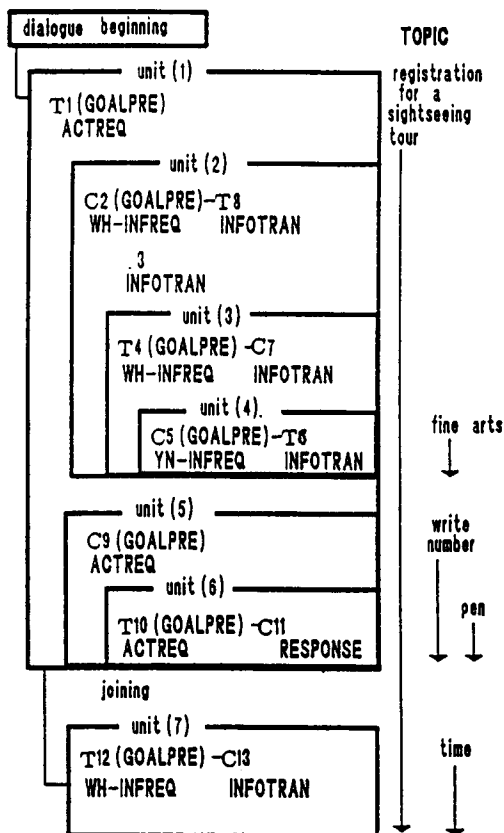 dialogue beginning
TOPIC
unit (1)
registration
for a
sightseeing
tour
T1 (GOALPRE)
ACTREQ
unit (2)
C2 (GOALPRE)-T8
WH-INFREQ INFOTRAN
.3
INFOTRAN
unit (3)
T4 (GOALPRE) -C7
WH-INFREQ INFOTRAN
unit (4).
C5 (GOALPRE)-T6
YN-INFREQ INFOTRAN
fine arts
unit (5)
C9 (GOALPRE)
ACTREQ
write
number
unit (6)
T10 (GOALPRE) -C11
ACTREQ RESPONSE
pen
joining
unit (7)
T12 (GOALPRE) -C13
WH-INFREQ INFOTRAN
time